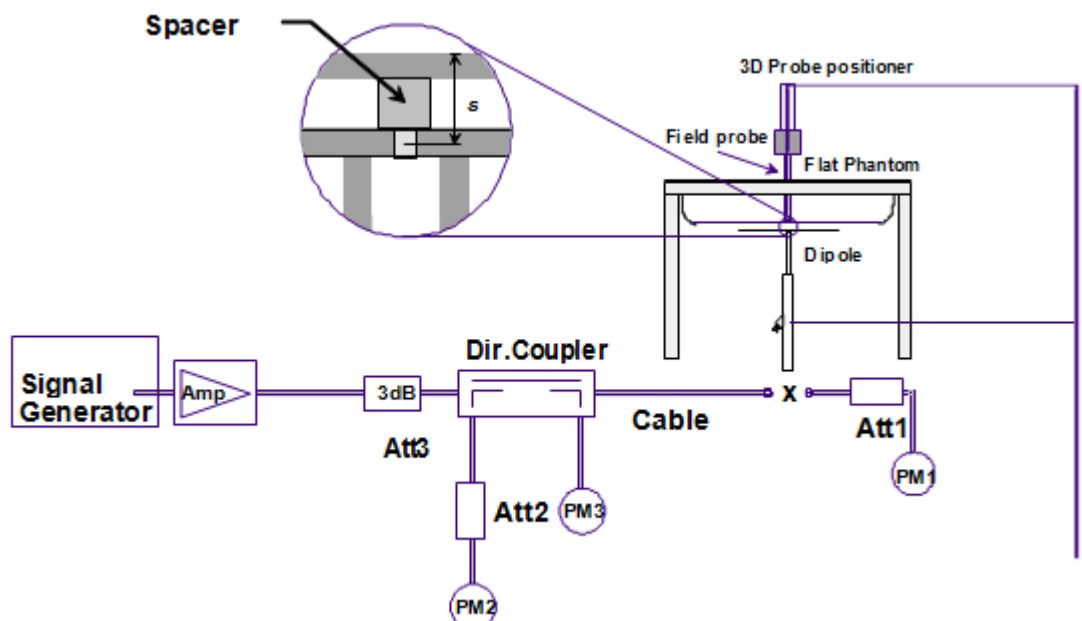 Spacer
s
3D Probe positioner
Field probe
Flat Phantom
Dipole
Signal
Generator
Amp
3dB
Dir.Coupler
Cable
x
Att1
PM1
Att3
Att2
PM3
PM2